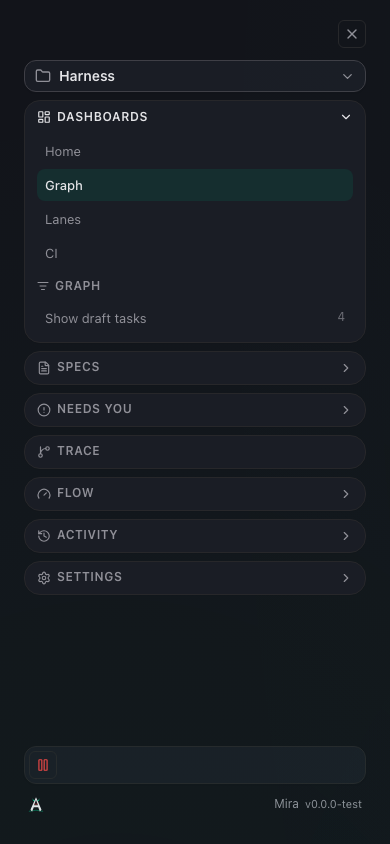 Harness
DASHBOARDS
Home
Graph
Lanes
CI
GRAPH
Show draft tasks 4
SPECS
NEEDS YOU
TRACE
FLOW
ACTIVITY
SETTINGS
Mira v0.0.0-test